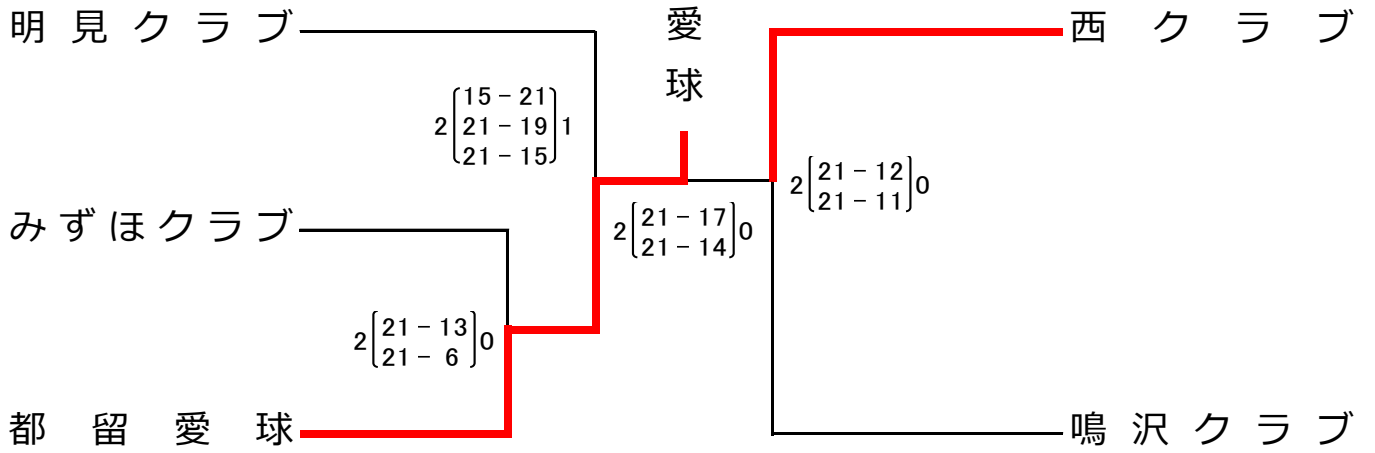 明見クラブ
愛球
西クラブ
15 − 21
2 21 − 19 1
21 − 15
21 − 12
2 0
21 − 11
みずほクラブ
21 − 17
2 0
21 − 14
21 − 13
2 0
21 − 6
都留愛球
鳴沢クラブ